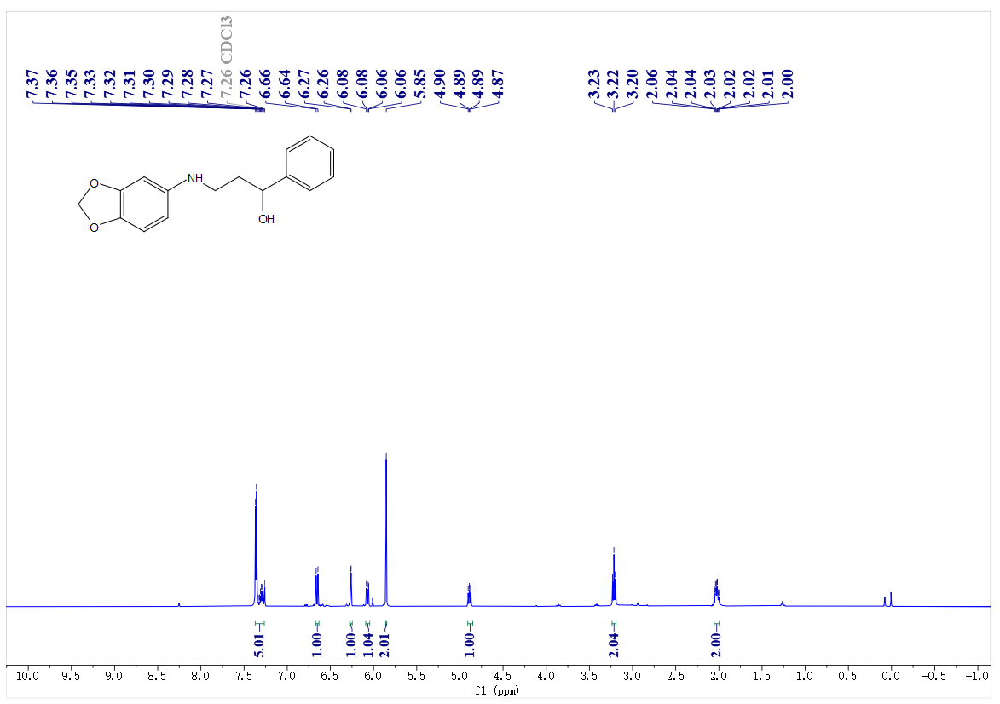 7.37 7.36 7.35 7.33 7.32 7.31 7.30 7.29 7.28 7.27 7.26 CDCl3 7.26 6.66 6.64 6.27 6.26 6.08 6.08 6.06 6.06 5.85 4.90 4.89 4.89 4.87 3.23 3.22 3.20 2.06 2.04 2.04 2.03 2.02 2.02 2.01 2.00
O NH
O OH
5.01 1.00 1.00 1.04 2.01 1.00 2.04 2.00
10.0 9.5 9.0 8.5 8.0 7.5 7.0 6.5 6.0 5.5 5.0 4.5 4.0 3.5 3.0 2.5 2.0 1.5 1.0 0.5 0.0 -0.5 -1.0
f1 (ppm)